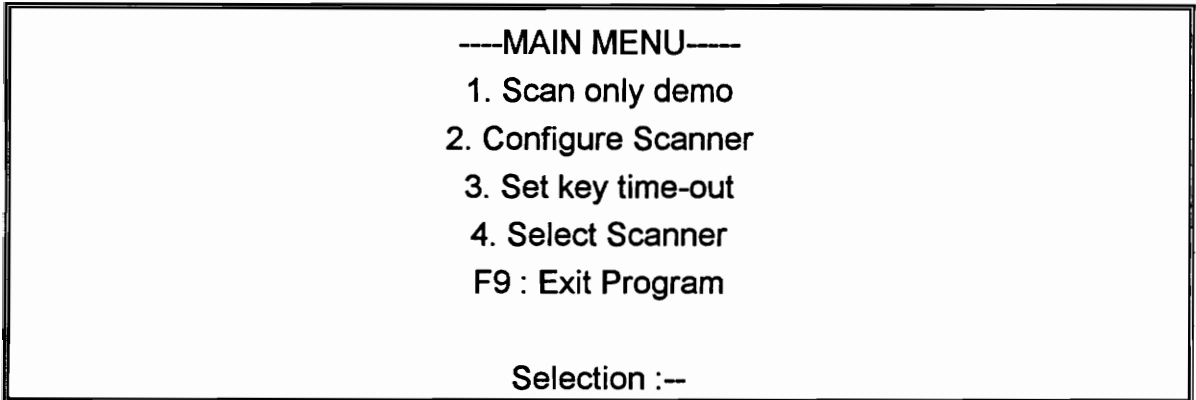 ----MAIN MENU-----
1. Scan only demo
2. Configure Scanner
3. Set key time-out
4. Select Scanner
F9 : Exit Program
Selection :--